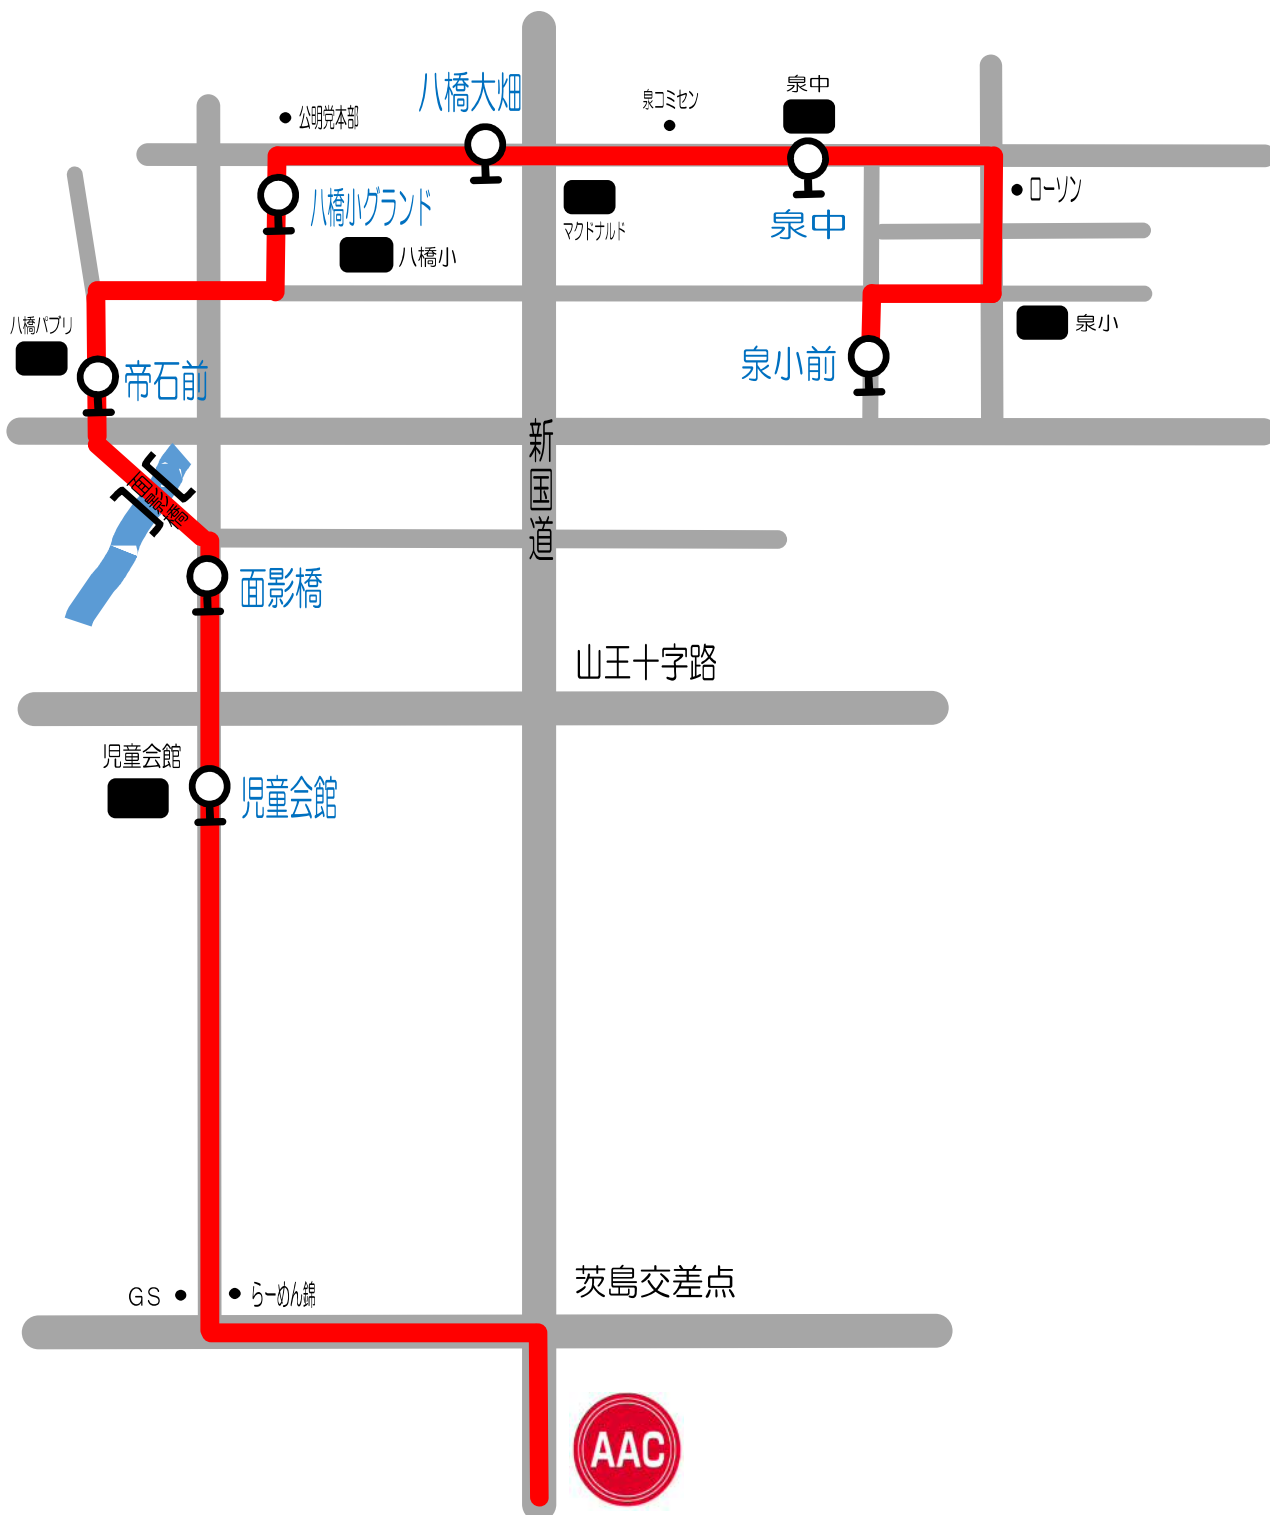 八橋大畑
泉中
泉コミセン
公明党本部
ローソン
八橋小グランド
泉中
マクドナルド
八橋小
泉小
八橋パブリ
泉小前
帝石前
新国道
面影橋
面影橋
山王十字路
児童会館
児童会館
茨島交差点
GS
らーめん錦
AAC